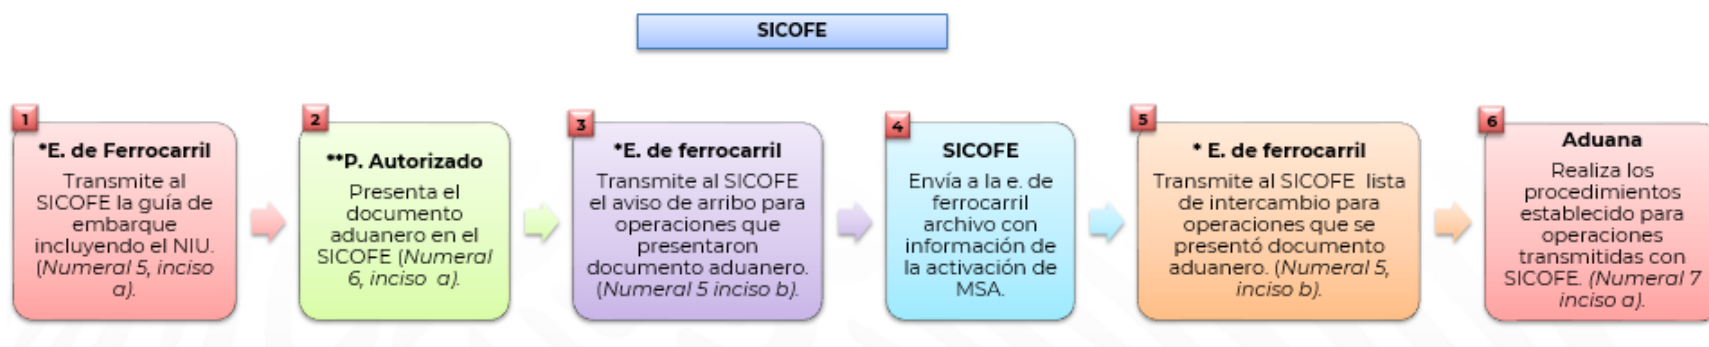 SICOFE
1
*E. de Ferrocarril
Transmite al
SICOFE la guía de
embarque
incluyendo el NIU.
(Numeral 5, inciso
a).
2
**P. Autorizado
Presenta el
documento
aduanero en el
SICOFE (Numeral
6, inciso a).
3
*E. de ferrocarril
Transmite al SICOFE
el aviso de arribo para
operaciones que
presentaron
documento aduanero.
(Numeral 5 inciso b).
4
SICOFE
Envía a la e. de
ferrocarril
archivo con
información de
la activación de
MSA.
5
* E. de ferrocarril
Transmite al SICOFE lista
de intercambio para
operaciones que se
presentó documento
aduanero. (Numeral 5,
inciso b).
6
Aduana
Realiza los
procedimientos
establecido para
operaciones
transmitidas con
SICOFE. (Numeral 7
inciso a).